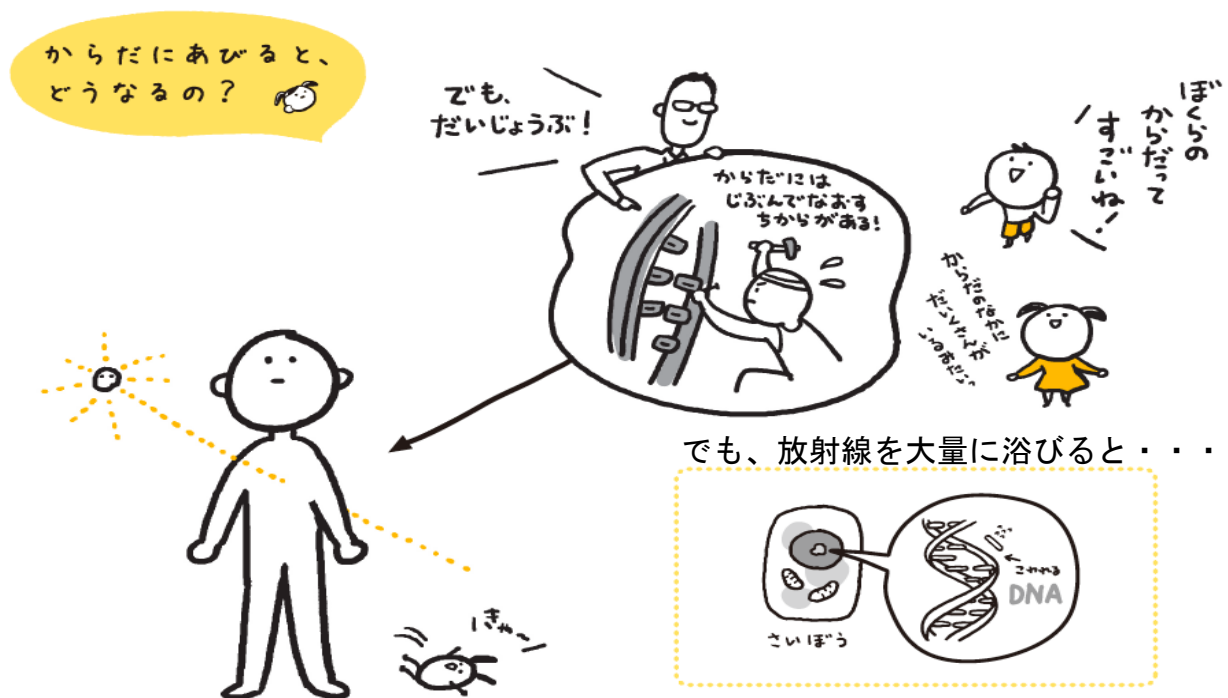 からだにあびると、
どうなるの？
でも、
だいじょうぶ！
からだには
じぶんでなおす
ちからがある！
ぼくらの
からだって
すごいね！
からだのなかに
だいくさんが
いるみたいっ
でも、放射線を大量に浴びると・・・
こわれる
DNA
さいぼう
きゃ〜